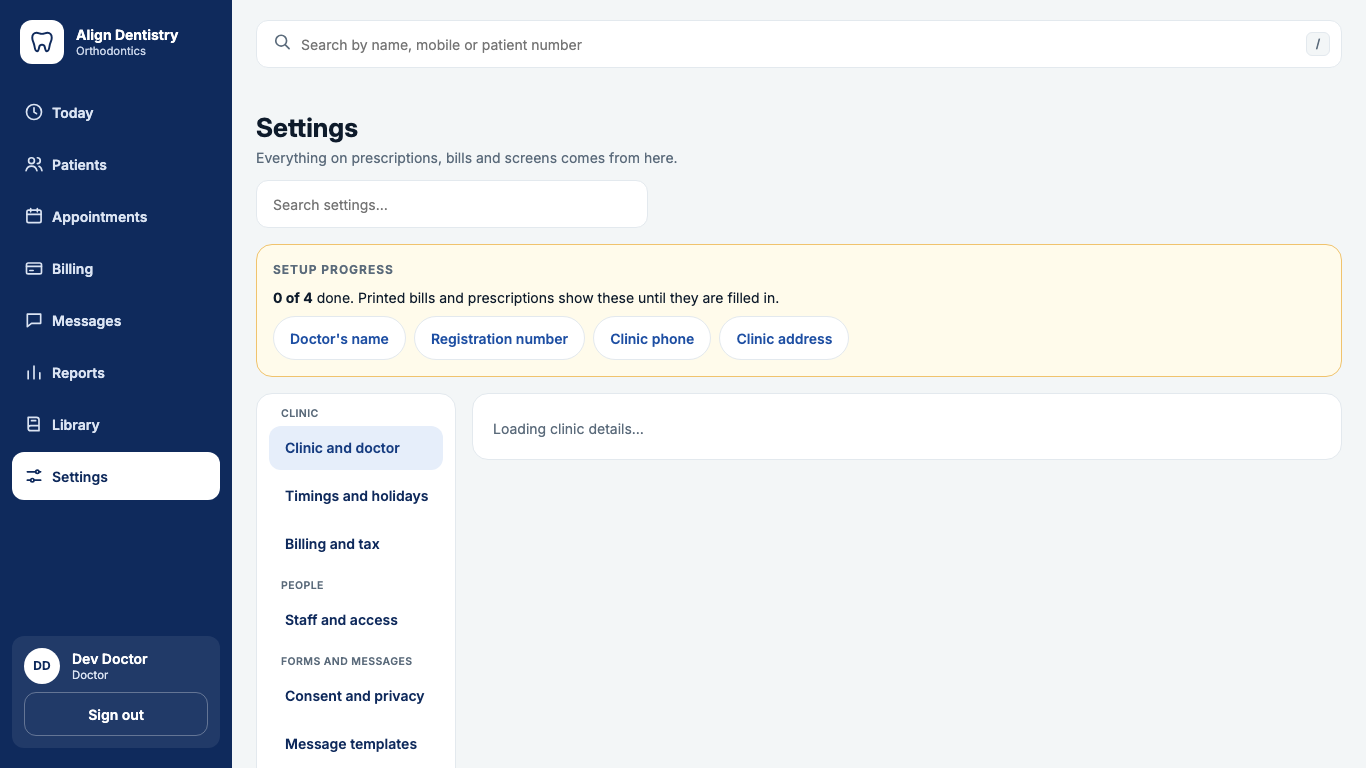 Align Dentistry
Orthodontics
Today
Patients
Appointments
Billing
Messages
Reports
Library
Settings
DD
Dev Doctor
Doctor
Sign out
Search by name, mobile or patient number
/
Settings
Everything on prescriptions, bills and screens comes from here.
Search settings...
SETUP PROGRESS
0 of 4 done. Printed bills and prescriptions show these until they are filled in.
Doctor's name
Registration number
Clinic phone
Clinic address
CLINIC
Clinic and doctor
Timings and holidays
Billing and tax
PEOPLE
Staff and access
FORMS AND MESSAGES
Consent and privacy
Message templates
Loading clinic details...